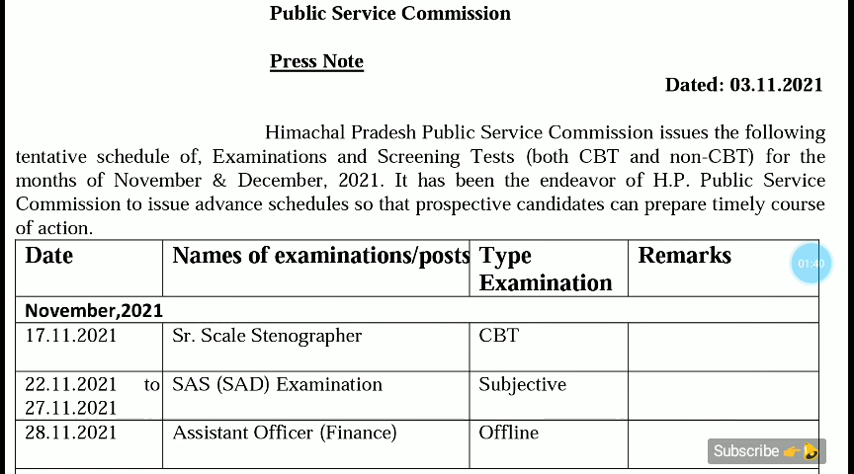 Public Service Commission
Press Note
Dated: 03.11.2021
Himachal Pradesh Public Service Commission issues the following
tentative schedule of, Examinations and Screening Tests (both CBT and non-CBT) for the
months of November & December, 2021. It has been the endeavor of H.P. Public Service
Commission to issue advance schedules so that prospective candidates can prepare timely course
of action.
Date Names of examinations/posts Type Remarks
Examination
November,2021
17.11.2021 Sr. Scale Stenographer CBT
22.11.2021 to SAS (SAD) Examination Subjective
27.11.2021
28.11.2021 Assistant Officer (Finance) Offline
01:40
Subscribe